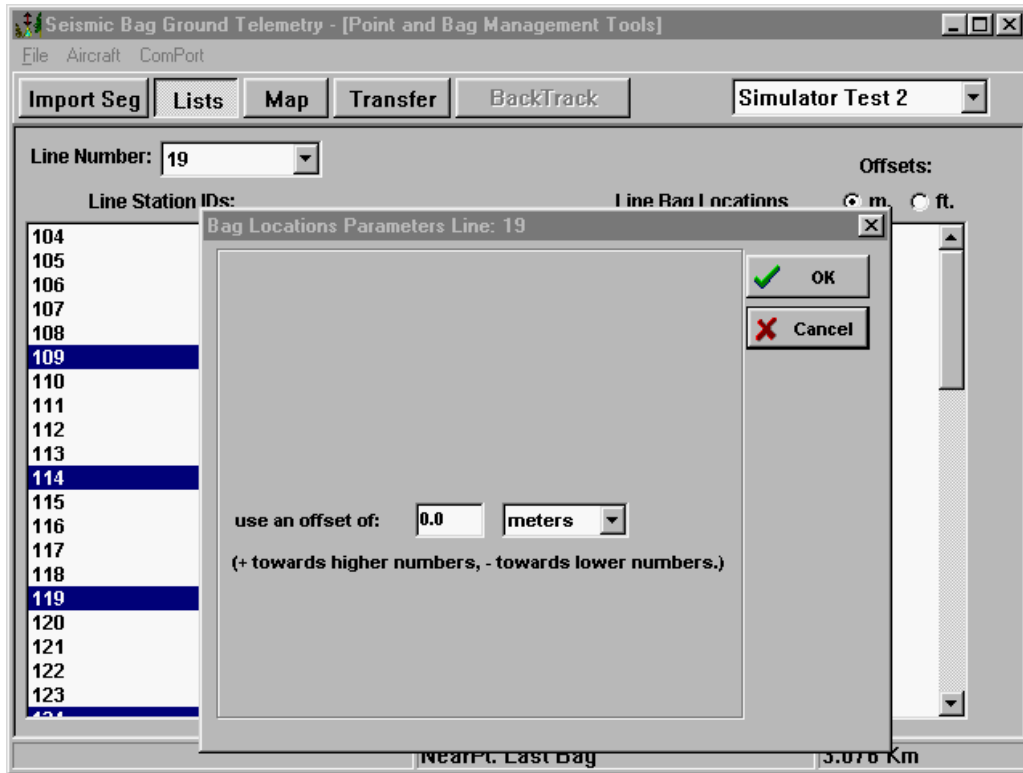 Seismic Bag Ground Telemetry - [Point and Bag Management Tools]
File Aircraft ComPort
Import Seg Lists Map Transfer BackTrack Simulator Test 2
Line Number: 19
Offsets:
Line Station IDs: Line Bag Locations m. ft.
Bag Locations Parameters Line: 19
104
105
106
107
108
109
110
111
112
113
114
115
116
117
118
119
120
121
122
123
124
OK
Cancel
use an offset of: 0.0 meters
(+ towards higher numbers, - towards lower numbers.)
NearPt. Last Bag 3.076 Km